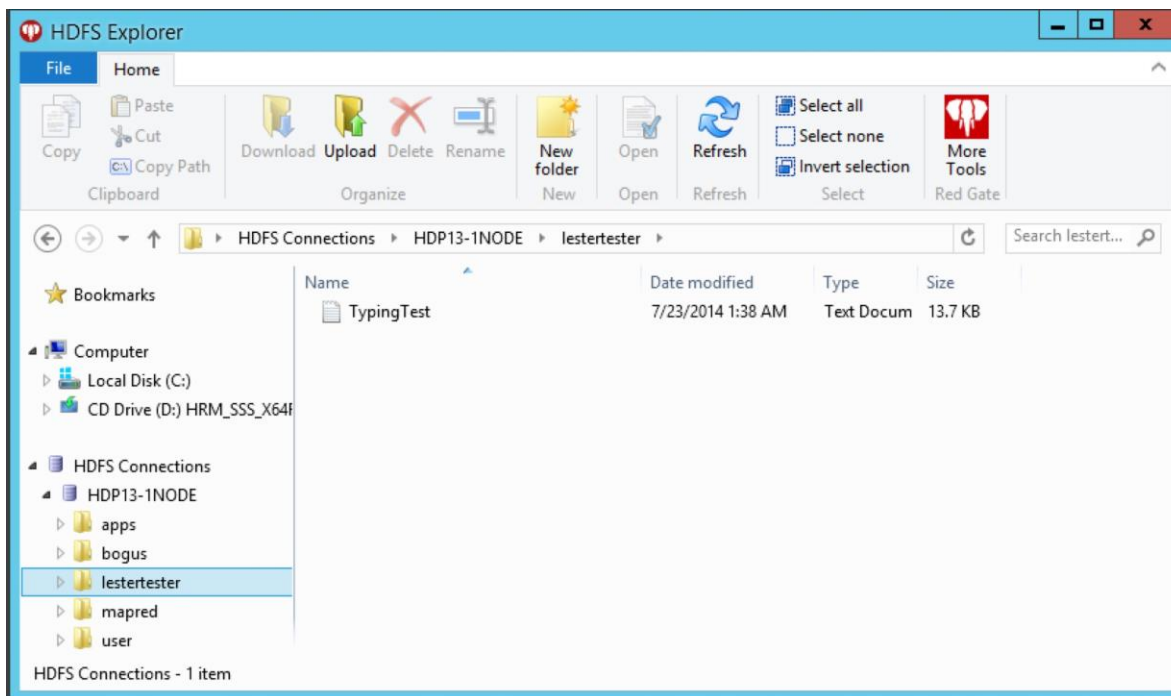 HDFS Explorer
File Home
Copy
Paste
Cut
Copy Path
Clipboard
Download Upload Delete Rename
Organize
New folder
New
Open
Open
Refresh
Refresh
Select all
Select none
Invert selection
Select
More Tools
Red Gate
HDFS Connections HDP13-1NODE lestertester
Search lestert...
Bookmarks
Computer
Local Disk (C:)
CD Drive (D:) HRM_SSS_X64F
HDFS Connections
HDP13-1NODE
apps
bogus
lestertester
mapred
user
Name Date modified Type Size
TypingTest 7/23/2014 1:38 AM Text Docum 13.7 KB
HDFS Connections - 1 item